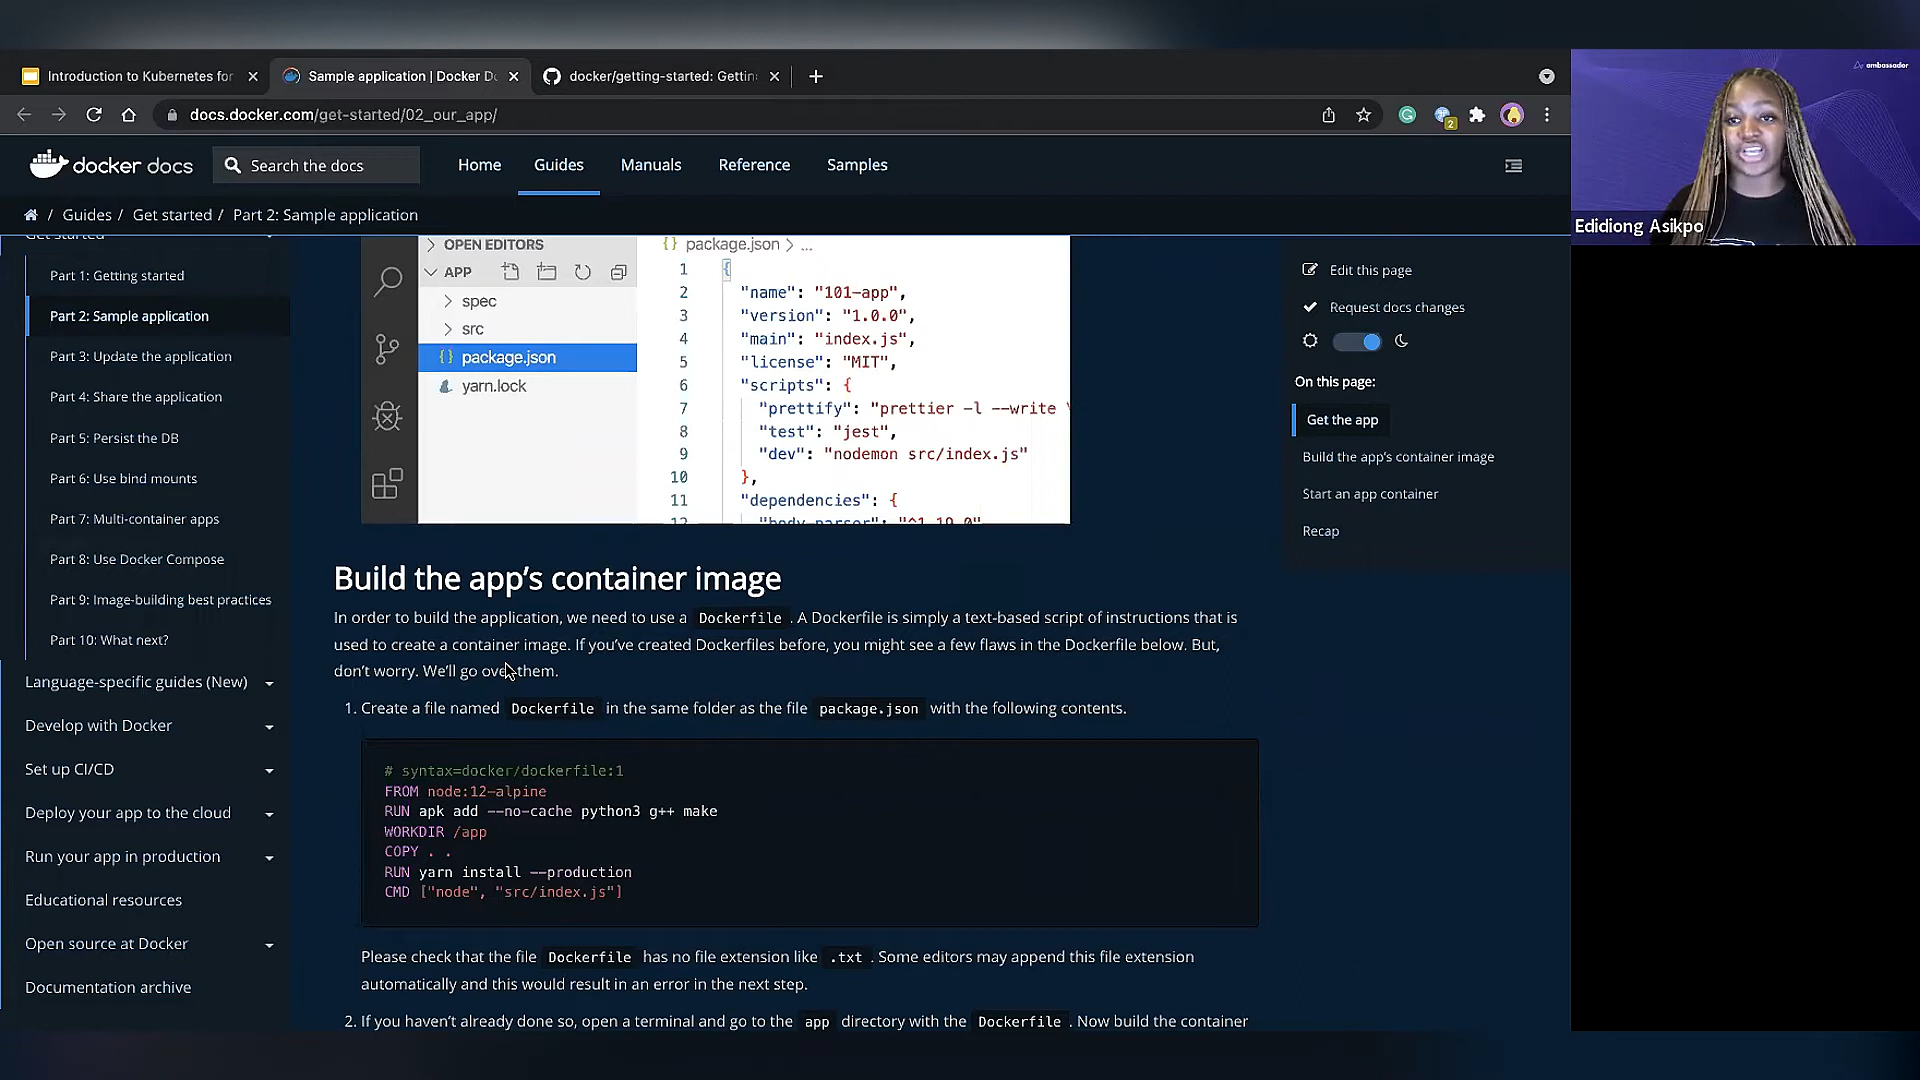 Introduction to Kubernetes for
Sample application | Docker Do
docker/getting-started: Gettin
docs.docker.com/get-started/02_our_app/
2
ambassador
Edidiong Asikpo
docker docs
Search the docs
Home
Guides
Manuals
Reference
Samples
/ Guides / Get started / Part 2: Sample application
Get started
Part 1: Getting started
Part 2: Sample application
Part 3: Update the application
Part 4: Share the application
Part 5: Persist the DB
Part 6: Use bind mounts
Part 7: Multi-container apps
Part 8: Use Docker Compose
Part 9: Image-building best practices
Part 10: What next?
Language-specific guides (New)
Develop with Docker
Set up CI/CD
Deploy your app to the cloud
Run your app in production
Educational resources
Open source at Docker
Documentation archive
OPEN EDITORS
APP
spec
src
{} package.json
yarn.lock
{} package.json > ...
1 {
2 "name": "101-app",
3 "version": "1.0.0",
4 "main": "index.js",
5 "license": "MIT",
6 "scripts": {
7 "prettify": "prettier -l --write \
8 "test": "jest",
9 "dev": "nodemon src/index.js"
10 },
11 "dependencies": {
12 "body-parser": "^1.19.0"
Build the app's container image
In order to build the application, we need to use a Dockerfile . A Dockerfile is simply a text-based script of instructions that is
used to create a container image. If you've created Dockerfiles before, you might see a few flaws in the Dockerfile below. But,
don't worry. We'll go over them.
1. Create a file named Dockerfile in the same folder as the file package.json with the following contents.
# syntax=docker/dockerfile:1
FROM node:12-alpine
RUN apk add --no-cache python3 g++ make
WORKDIR /app
COPY . .
RUN yarn install --production
CMD ["node", "src/index.js"]
Please check that the file Dockerfile has no file extension like .txt . Some editors may append this file extension
automatically and this would result in an error in the next step.
2. If you haven't already done so, open a terminal and go to the app directory with the Dockerfile . Now build the container
Edit this page
Request docs changes
On this page:
Get the app
Build the app's container image
Start an app container
Recap